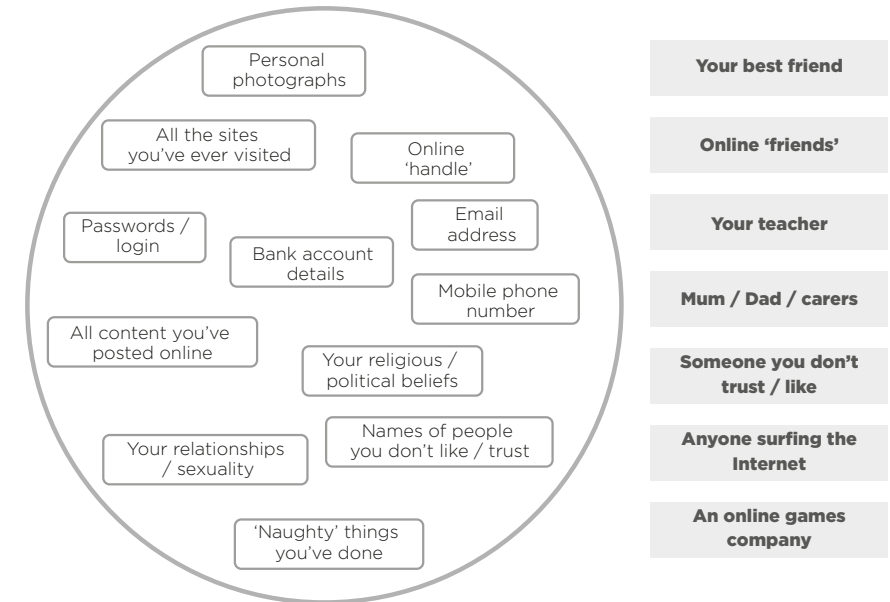 Personal
photographs
All the sites
you’ve ever visited
Online
‘handle’
Email
address
Passwords /
login
Bank account
details
Mobile phone
number
All content you’ve
posted online
Your religious /
political beliefs
Names of people
you don’t like / trust
Your relationships
/ sexuality
‘Naughty’ things
you’ve done
Your best friend
Online ‘friends’
Your teacher
Mum / Dad / carers
Someone you don’t
trust / like
Anyone surfing the
Internet
An online games
company